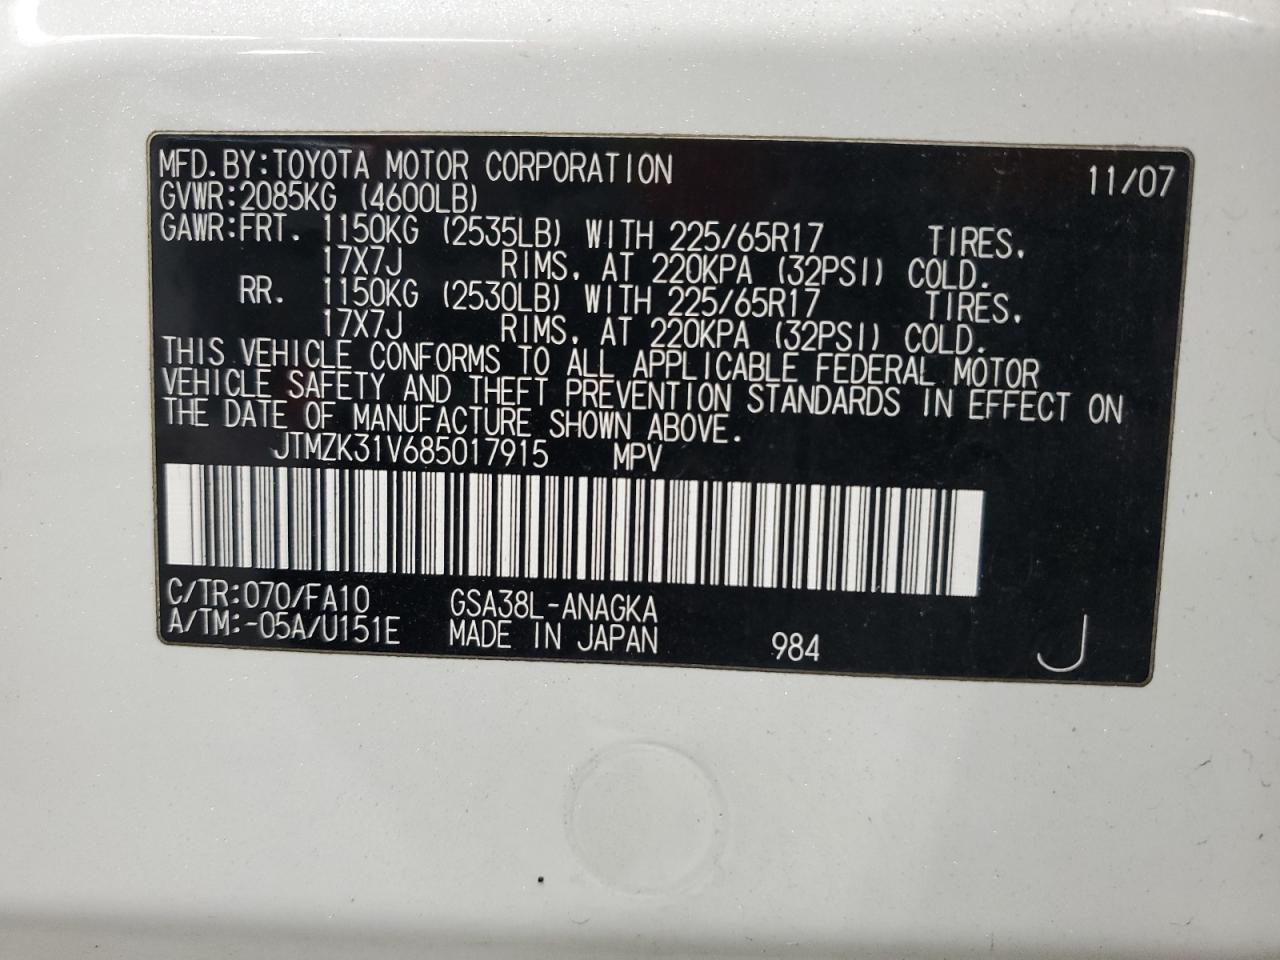 MFD. BY: TOYOTA MOTOR CORPORATION 11/07
GVWR: 2085KG (4600LB)
GAWR: FRT. 1150KG (2535LB) WITH 225/65R17 TIRES.
17X7J RIMS, AT 220KPA (32PSI) COLD.
RR. 1150KG (2530LB) WITH 225/65R17 TIRES,
17X7J RIMS, AT 220KPA (32PSI) COLD.
THIS VEHICLE CONFORMS TO ALL APPLICABLE FEDERAL MOTOR
VEHICLE SAFETY AND THEFT PREVENTION STANDARDS IN EFFECT ON
THE DATE OF MANUFACTURE SHOWN ABOVE.
JTMZK31V685017915 MPV
C/TR: 070/FA10 GSA38L-ANAGKA
A/TM: -05A/U151E MADE IN JAPAN 984 J